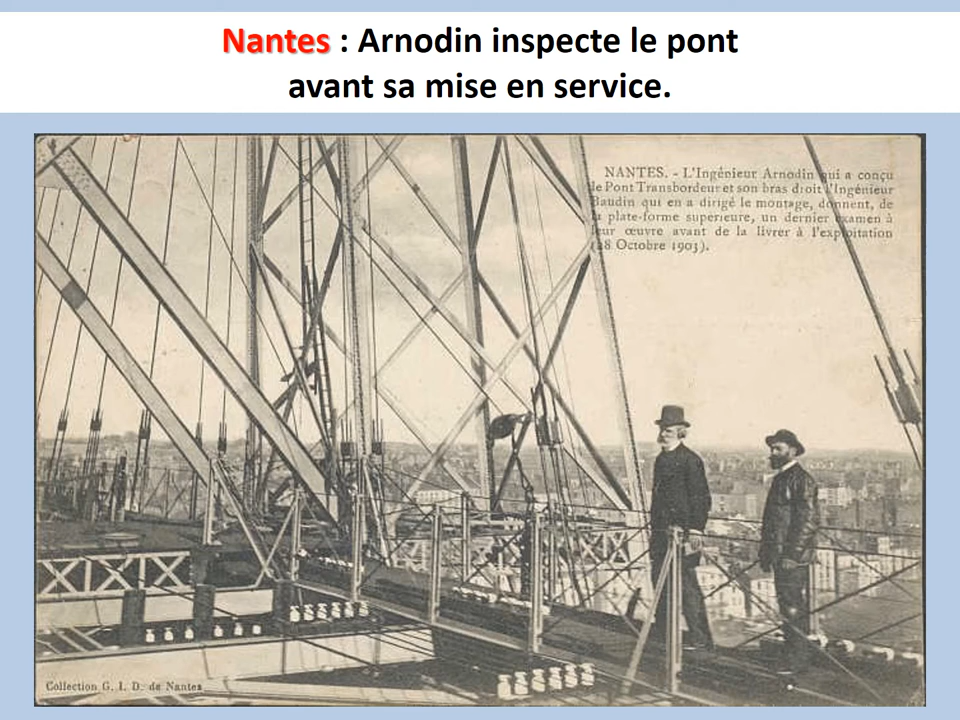 Nantes : Arnodin inspecte le pont
avant sa mise en service.
NANTES. - L'Ingénieur Arnodin qui a conçu
le Pont Transbordeur et son bras droit l'Ingénieur
Baudin qui en a dirigé le montage, donnent, de
la plate-forme supérieure, un dernier examen à
leur œuvre avant de la livrer à l'exploitation
(28 Octobre 1903).
Collection G. I. D. de Nantes